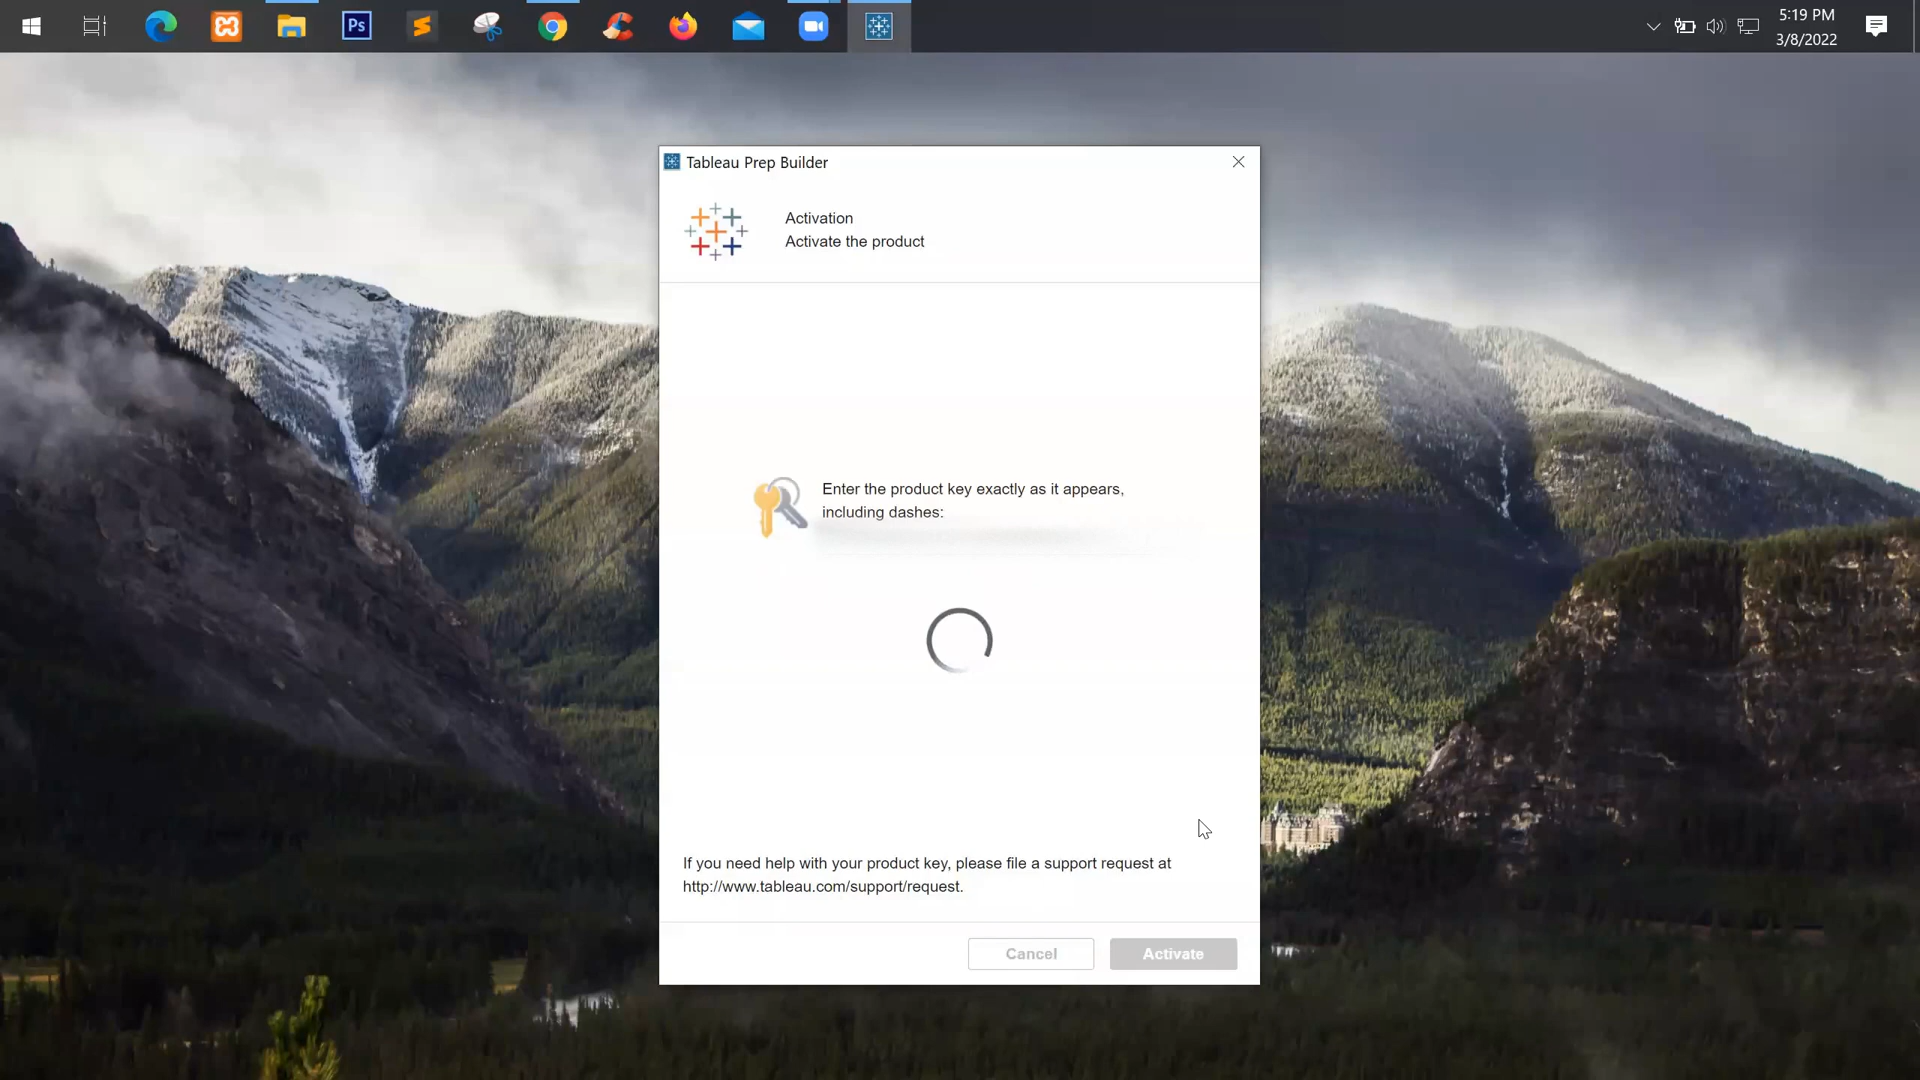 Ps
5:19 PM
3/8/2022
Tableau Prep Builder
Activation
Activate the product
Enter the product key exactly as it appears,
including dashes:
If you need help with your product key, please file a support request at
http://www.tableau.com/support/request.
Cancel
Activate